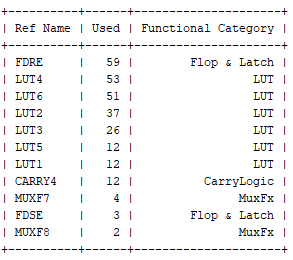 +----------+------+---------------------+
| Ref Name | Used | Functional Category |
+----------+------+---------------------+
| FDRE     |   59 |        Flop & Latch |
| LUT4     |   53 |                 LUT |
| LUT6     |   51 |                 LUT |
| LUT2     |   37 |                 LUT |
| LUT3     |   26 |                 LUT |
| LUT5     |   12 |                 LUT |
| LUT1     |   12 |                 LUT |
| CARRY4   |   12 |          CarryLogic |
| MUXF7    |    4 |               MuxFx |
| FDSE     |    3 |        Flop & Latch |
| MUXF8    |    2 |               MuxFx |
+----------+------+---------------------+